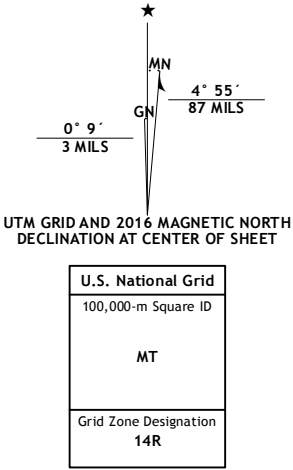 ★
MN
4° 55´
87 MILS
GN
0° 9´
3 MILS
UTM GRID AND 2016 MAGNETIC NORTH
DECLINATION AT CENTER OF SHEET
U.S. National Grid
100,000-m Square ID
MT
Grid Zone Designation
14R